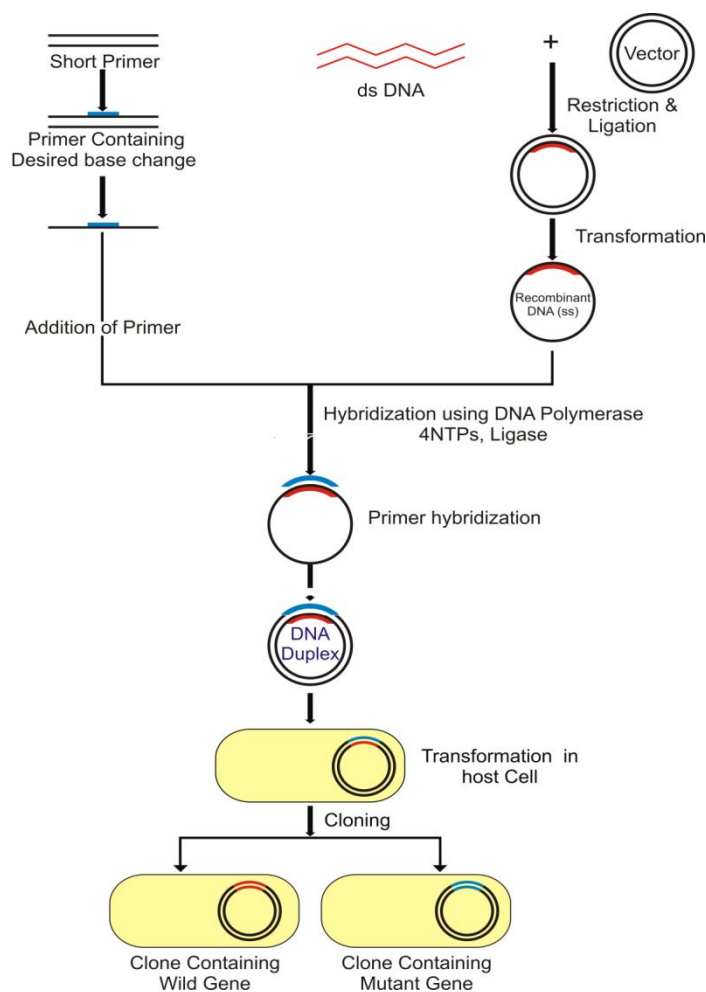 Short Primer
Primer Containing
Desired base change
Addition of Primer
ds DNA
+
Vector
Restriction &
Ligation
Transformation
Recombinant
DNA (ss)
Hybridization using DNA Polymerase
4NTPs, Ligase
Primer hybridization
DNA
Duplex
Transformation in
host Cell
Cloning
Clone Containing
Wild Gene
Clone Containing
Mutant Gene